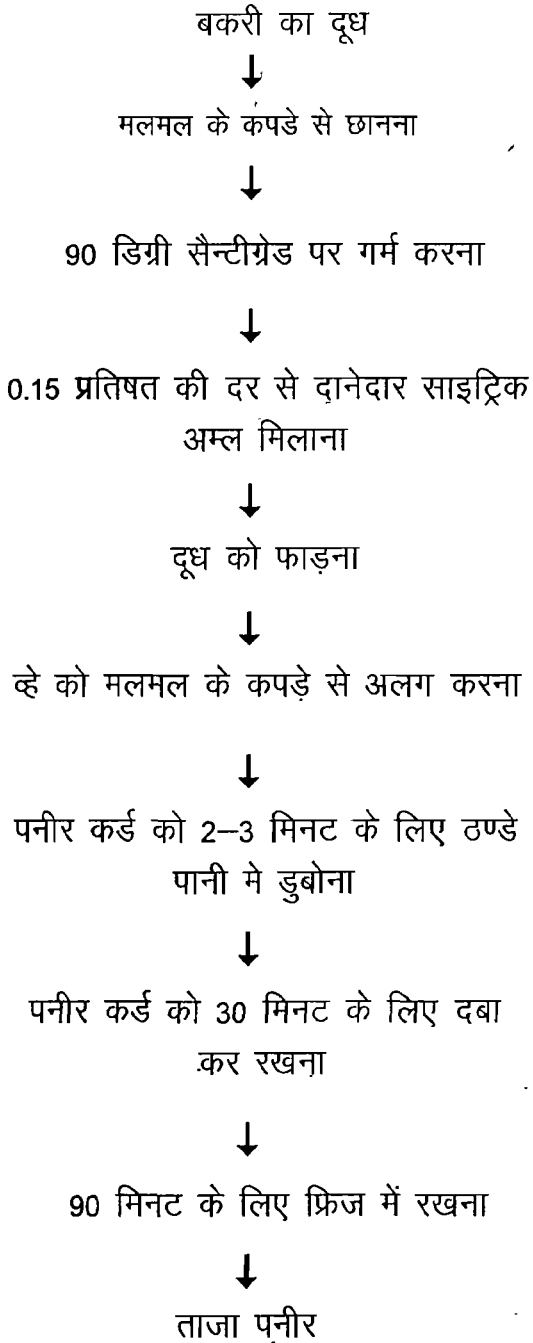 बकरी का दूध
↓
मलमल के कपडे से छानना
↓
90 डिग्री सैन्टीग्रेड पर गर्म करना
↓
0.15 प्रतिषत की दर से दानेदार साइट्रिक
अम्ल मिलाना
↓
दूध को फाड़ना
↓
व्हे को मलमल के कपड़े से अलग करना
↓
पनीर कर्ड को 2–3 मिनट के लिए ठण्डे
पानी मे डुबोना
↓
पनीर कर्ड को 30 मिनट के लिए दबा
कर रखना
↓
90 मिनट के लिए फ्रिज में रखना
↓
ताजा पनीर